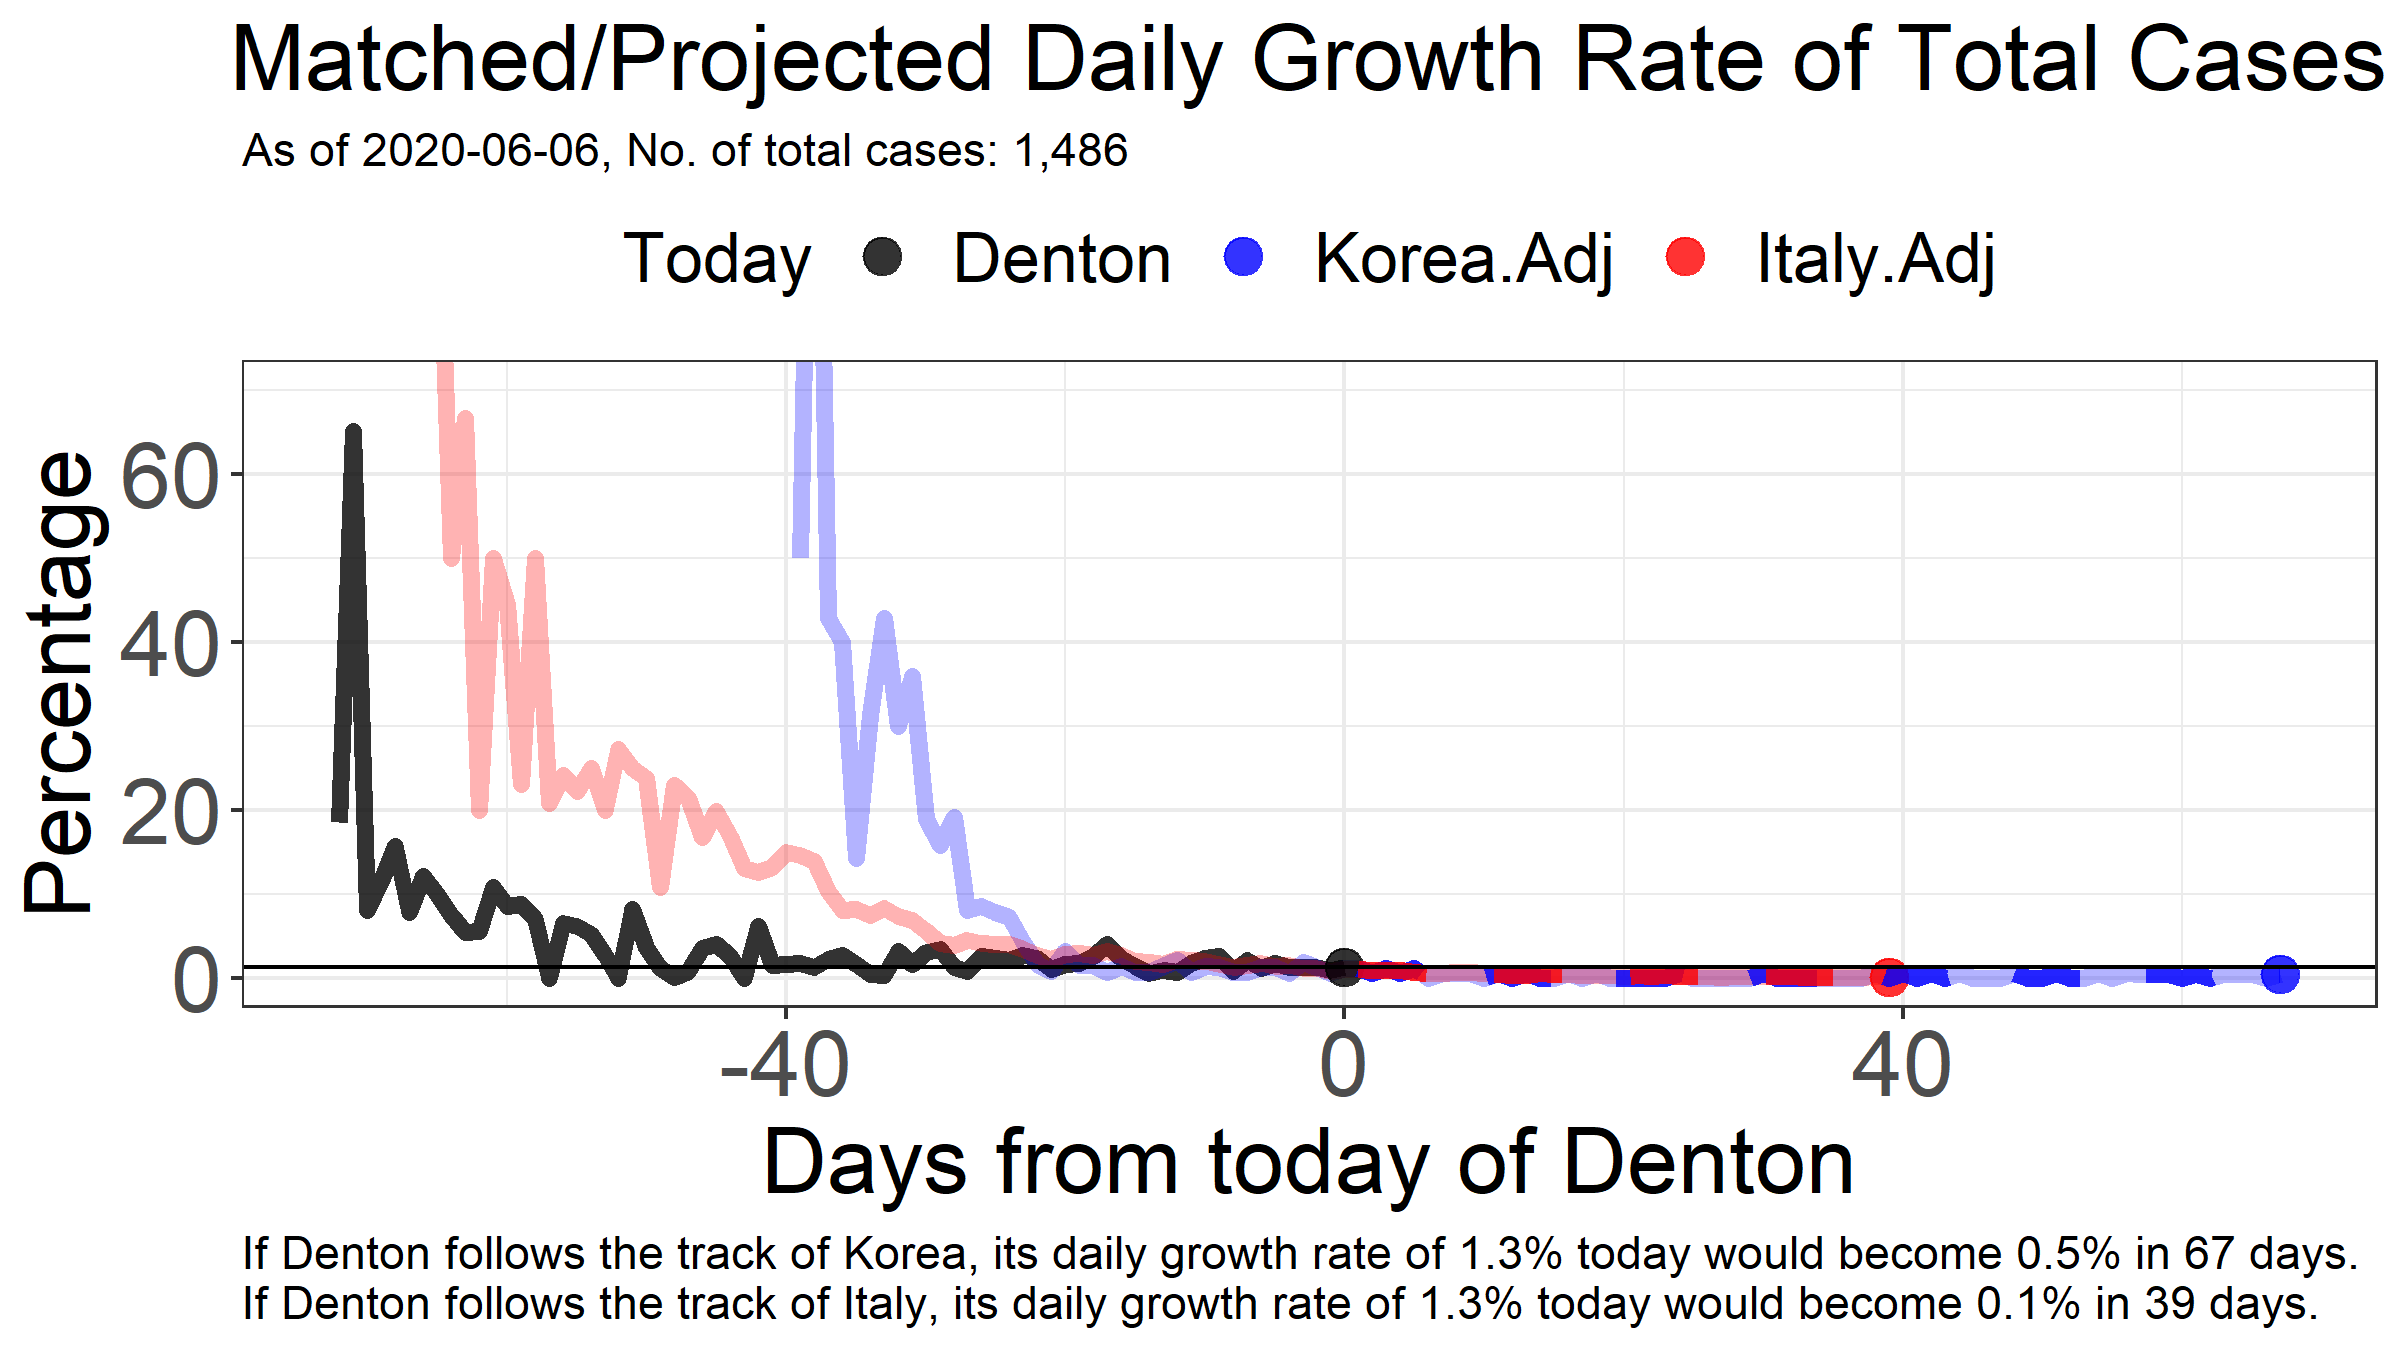 Matched/Projected Daily Growth Rate of Total Cases
As of 2020-06-06, No. of total cases: 1,486
Today Denton Korea.Adj Italy.Adj
Percentage
60
40
20
0
-40 0 40
Days from today of Denton
If Denton follows the track of Korea, its daily growth rate of 1.3% today would become 0.5% in 67 days.
If Denton follows the track of Italy, its daily growth rate of 1.3% today would become 0.1% in 39 days.